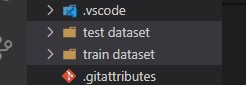 .vscode
test dataset
train dataset
.gitattributes